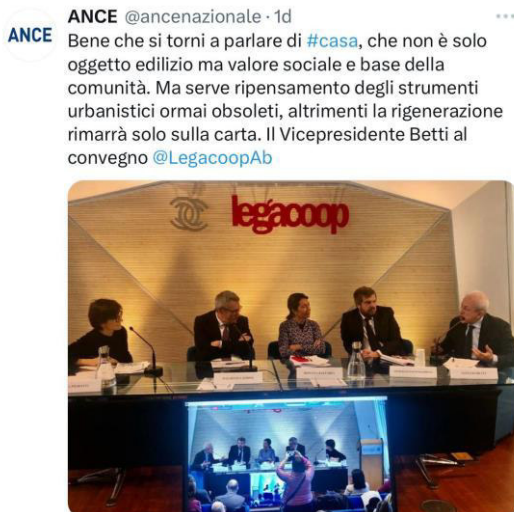 ANCE @ancenazionale · 1d
ANCE
Bene che si torni a parlare di #casa, che non è solo
oggetto edilizio ma valore sociale e base della
comunità. Ma serve ripensamento degli strumenti
urbanistici ormai obsoleti, altrimenti la rigenerazione
rimarrà solo sulla carta. Il Vicepresidente Betti al
convegno @LegacoopAb
legacoop